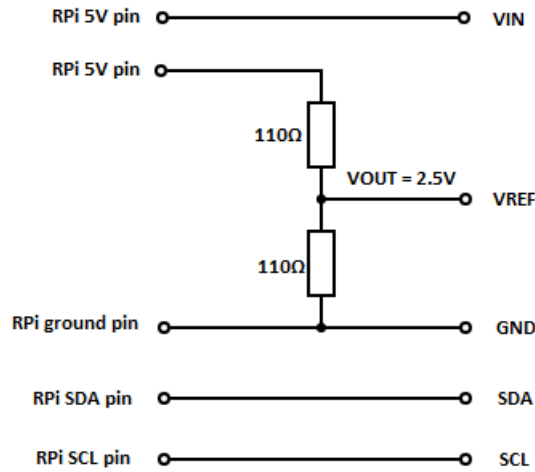 RPi 5V pin
VIN
RPi 5V pin
110Ω
VOUT = 2.5V
VREF
110Ω
RPi ground pin
GND
RPi SDA pin
SDA
RPi SCL pin
SCL